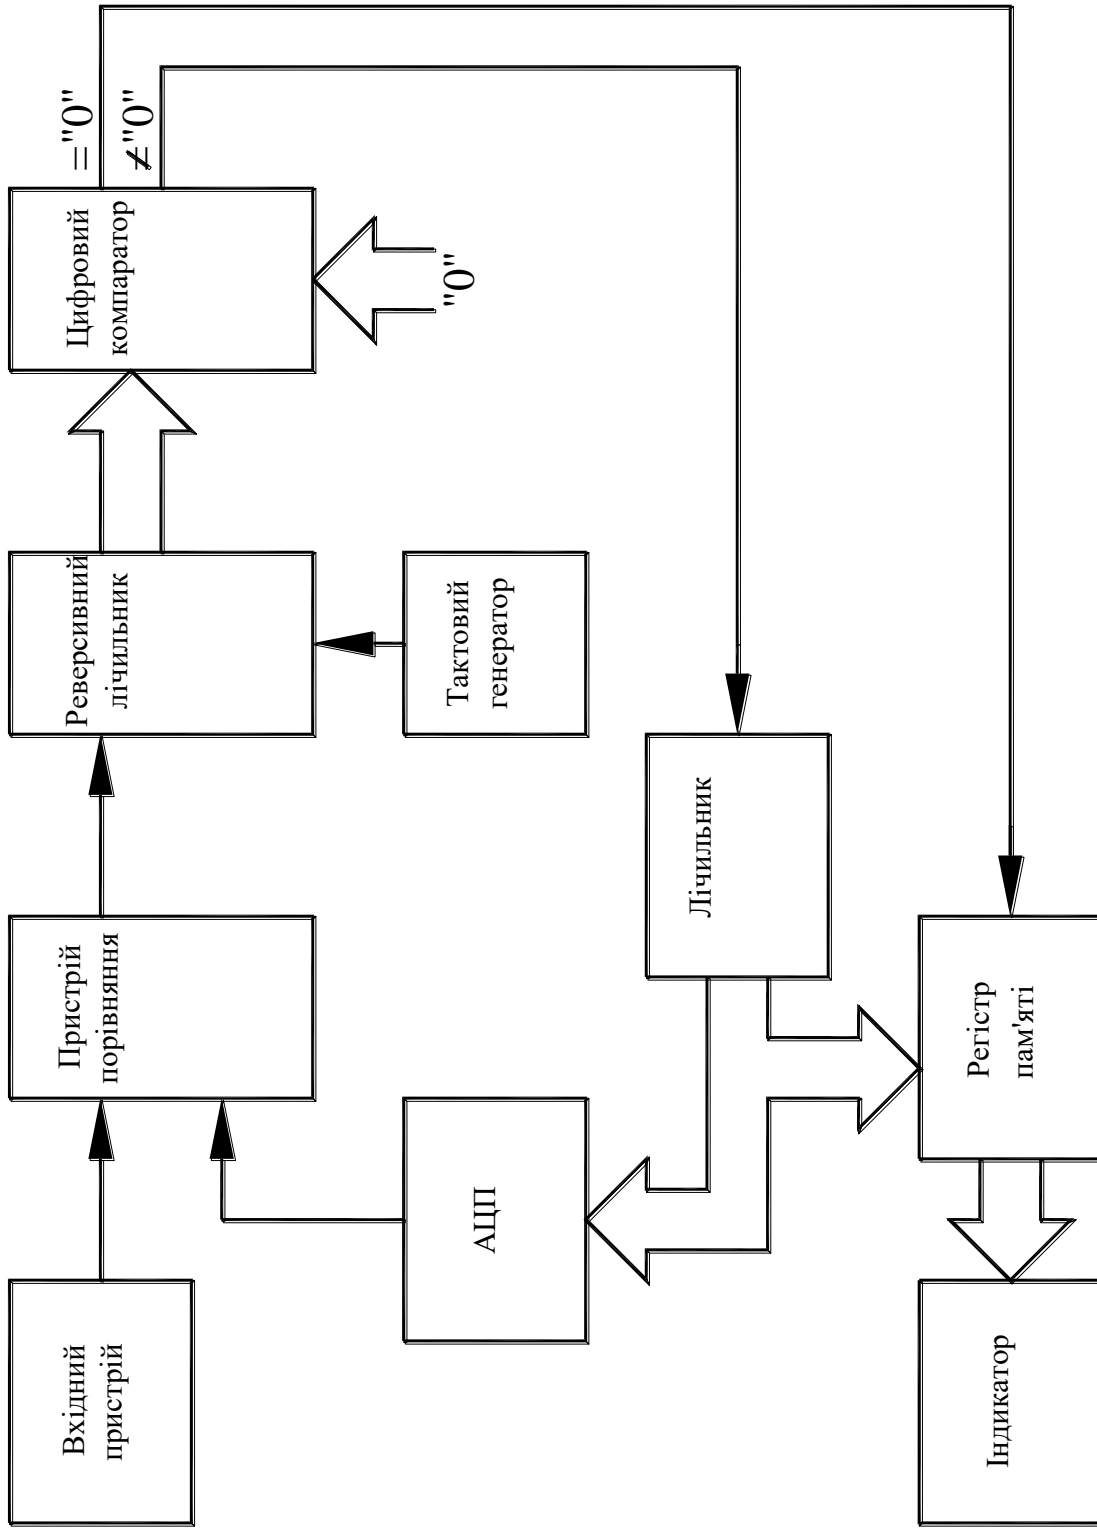 Вхідний
пристрій
Пристрій
порівняння
Реверсивний
лічильник
Цифровий
компаратор
="0"
≠"0"
"0"
Тактовий
генератор
АЦП
Лічильник
Регістр
пам'яті
Індикатор